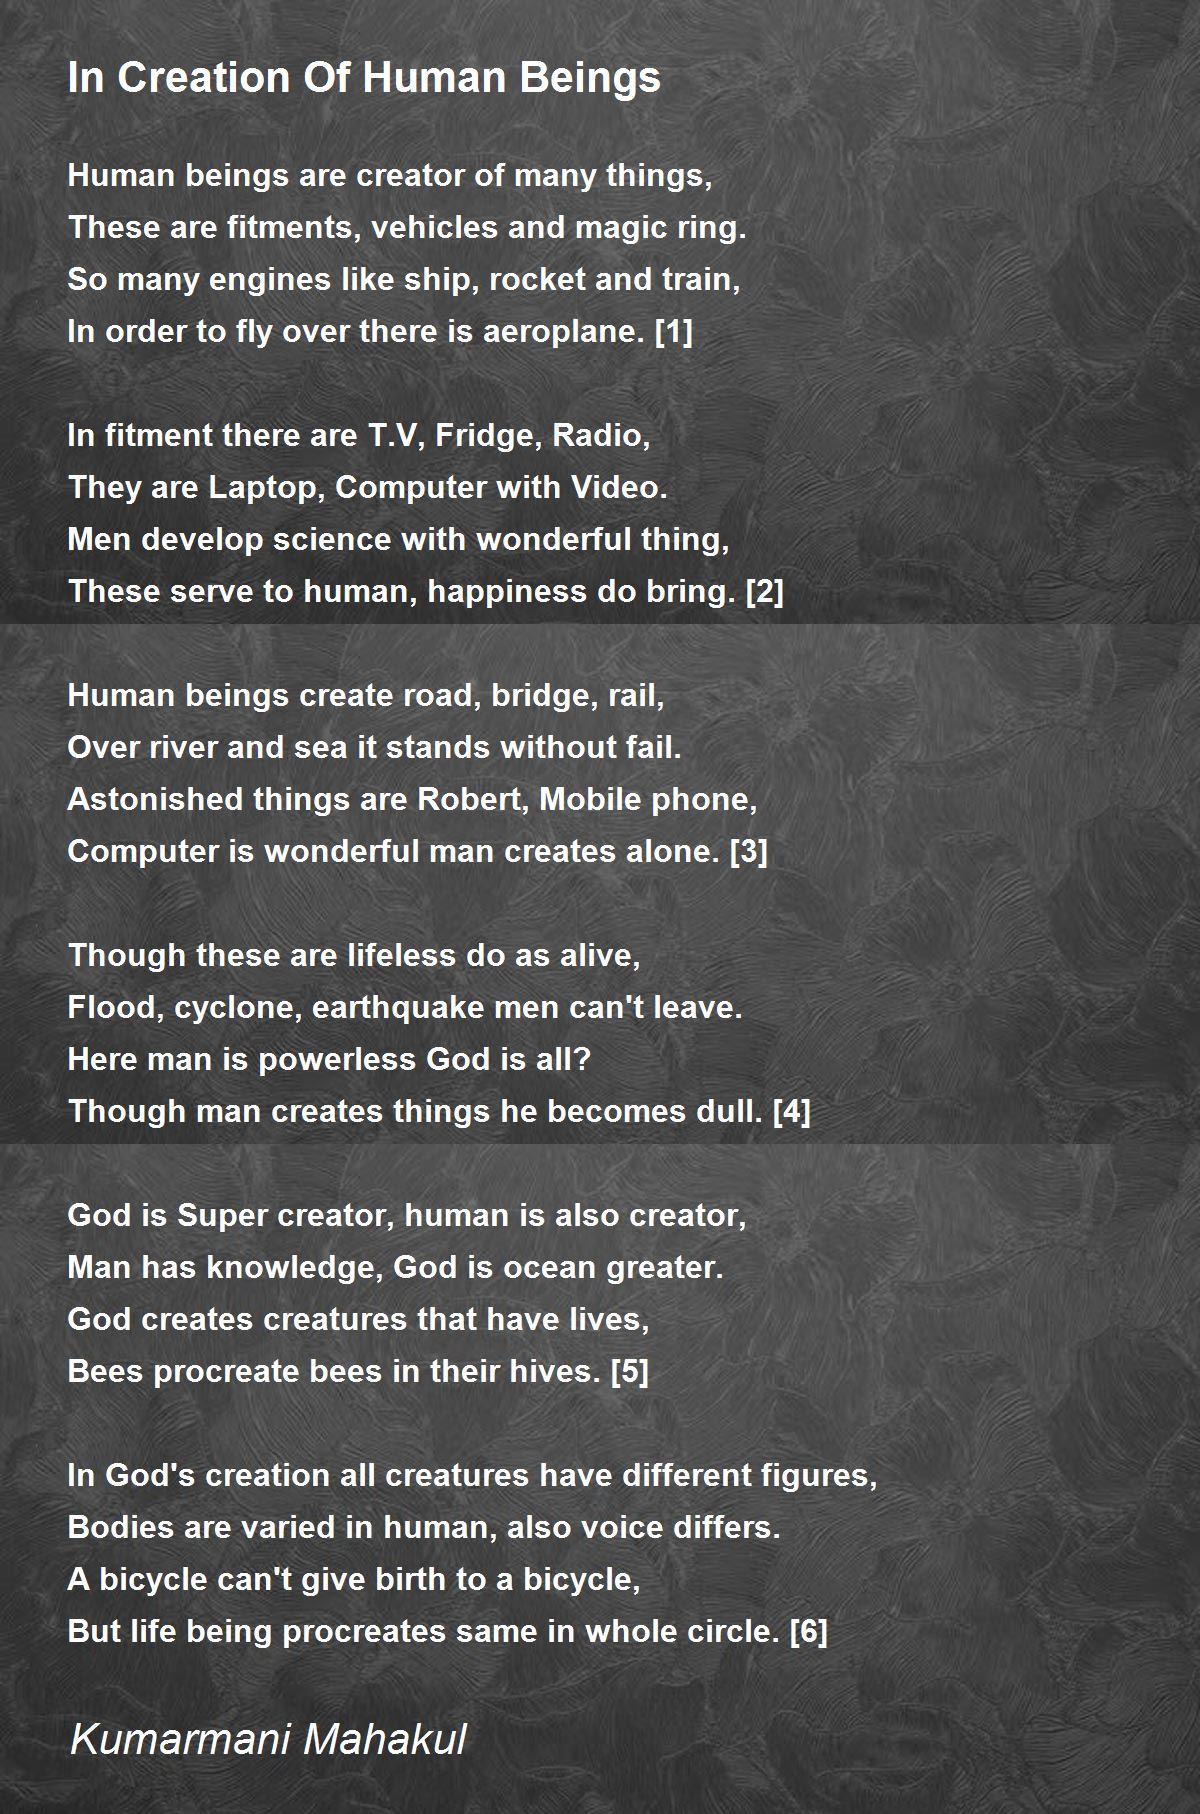 In Creation Of Human Beings
Human beings are creator of many things,
These are fitments, vehicles and magic ring.
So many engines like ship, rocket and train,
In order to fly over there is aeroplane. [1]
In fitment there are T.V, Fridge, Radio,
They are Laptop, Computer with Video.
Men develop science with wonderful thing,
These serve to human, happiness do bring. [2]
Human beings create road, bridge, rail,
Over river and sea it stands without fail.
Astonished things are Robert, Mobile phone,
Computer is wonderful man creates alone. [3]
Though these are lifeless do as alive,
Flood, cyclone, earthquake men can't leave.
Here man is powerless God is all?
Though man creates things he becomes dull. [4]
God is Super creator, human is also creator,
Man has knowledge, God is ocean greater.
God creates creatures that have lives,
Bees procreate bees in their hives. [5]
In God's creation all creatures have different figures,
Bodies are varied in human, also voice differs.
A bicycle can't give birth to a bicycle,
But life being procreates same in whole circle. [6]
Kumarmani Mahakul